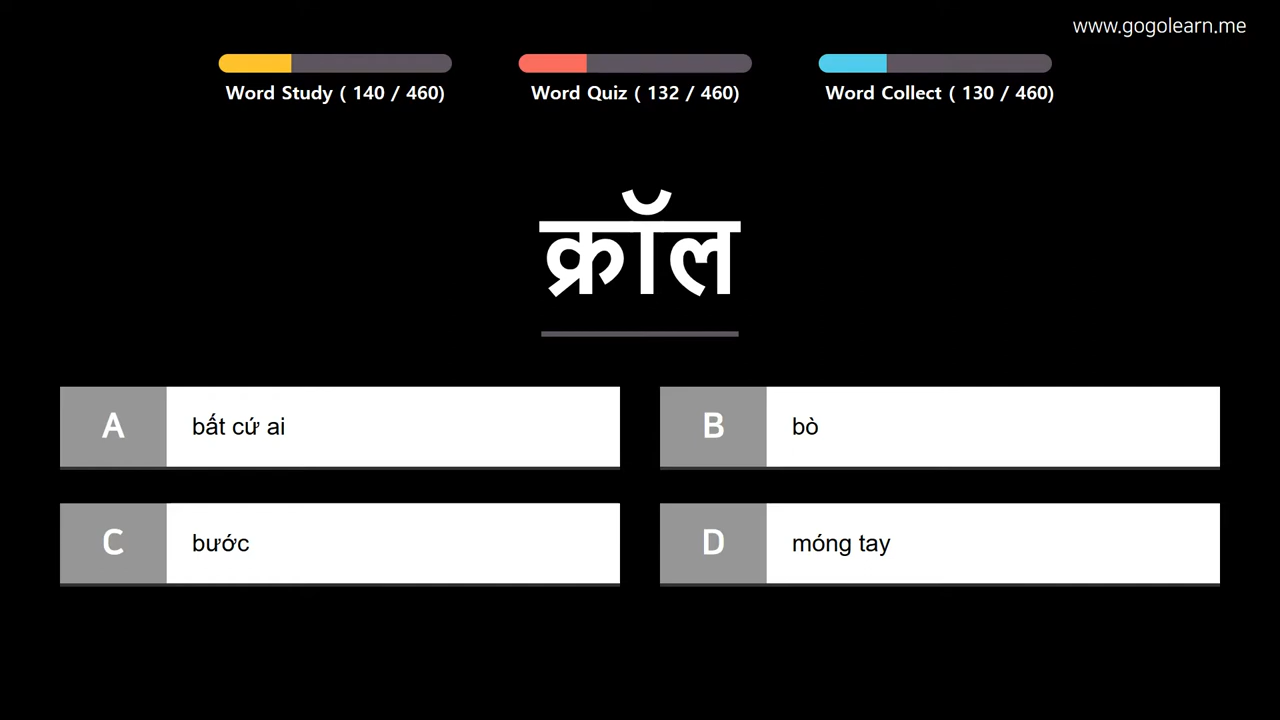 www.gogolearn.me
Word Study ( 140 / 460)
Word Quiz ( 132 / 460)
Word Collect ( 130 / 460)
क्रॉल
A bất cứ ai
B bò
C bước
D móng tay